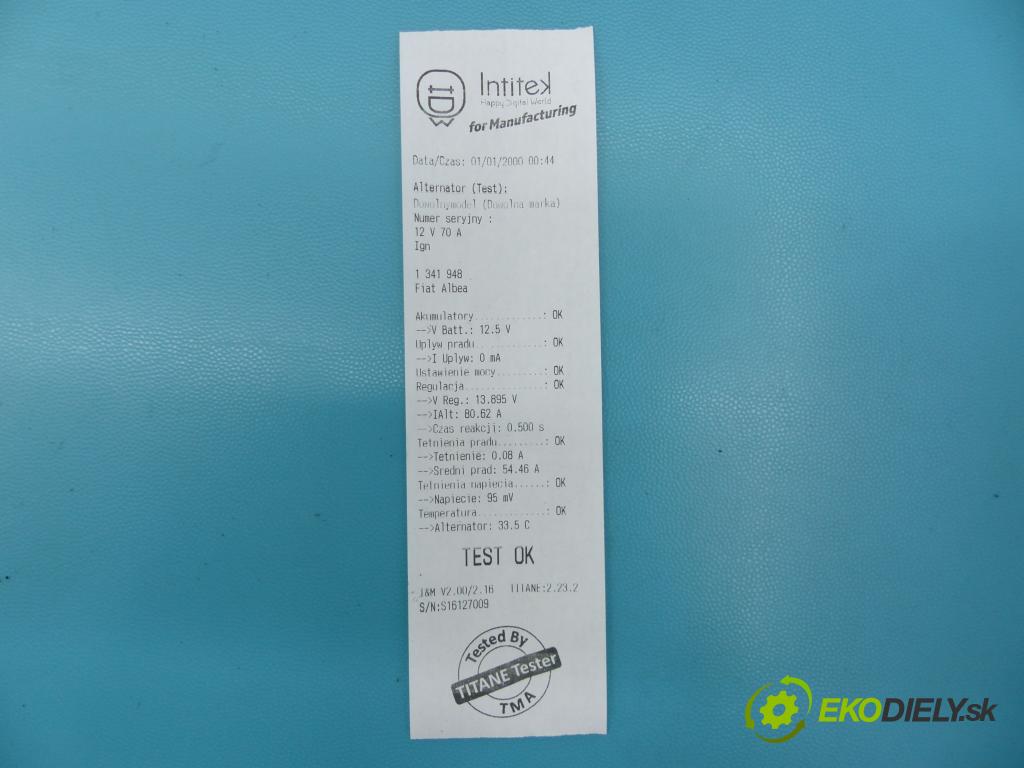 Intitek
Happy Digital World
for Manufacturing
Data/Czas: 01/01/2000 00:44
Alternator (Test):
Dowolnymodel (Dowolna marka)
Numer seryjny :
12 V 70 A
Ign
1 341 948
Fiat Albea
Akumulatory............: OK
-->V Batt.: 12.5 V
Uplyw pradu............: OK
-->I Uplyw: 0 mA
Ustawienie mocy........: OK
Regulacja..............: OK
-->V Reg.: 13.895 V
-->IAlt: 80.62 A
-->Czas reakcji: 0.500 s
Tetnienia pradu........: OK
-->Tetnienie: 0.08 A
-->Sredni prad: 54.46 A
Tetnienia napiecia.....: OK
-->Napiecie: 95 mV
Temperatura............: OK
-->Alternator: 33.5 C
TEST OK
I&M V2.00/2.16 TITANE:2.23.2
S/N:S16127009
Tested By
TITANE Tester
TMA
EKODIELY.sk